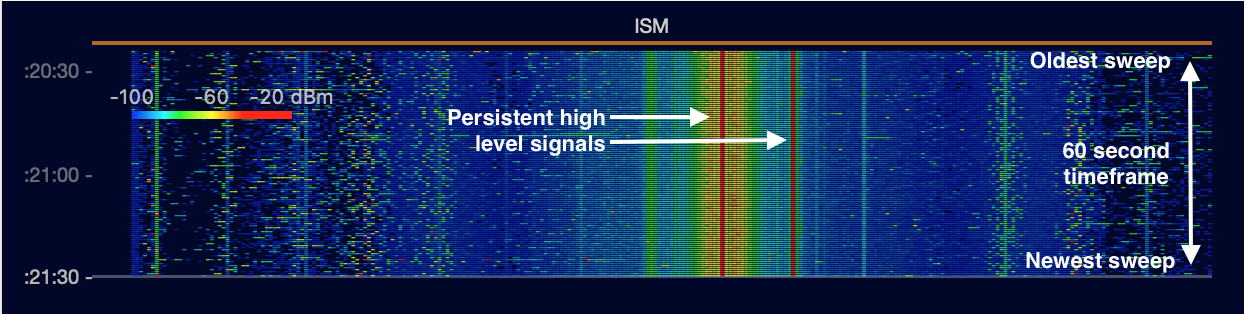 ISM
:20:30 -
Oldest sweep
-100 -60 -20 dBm
Persistent high
level signals
60 second
timeframe
:21:00 -
Newest sweep
:21:30 -